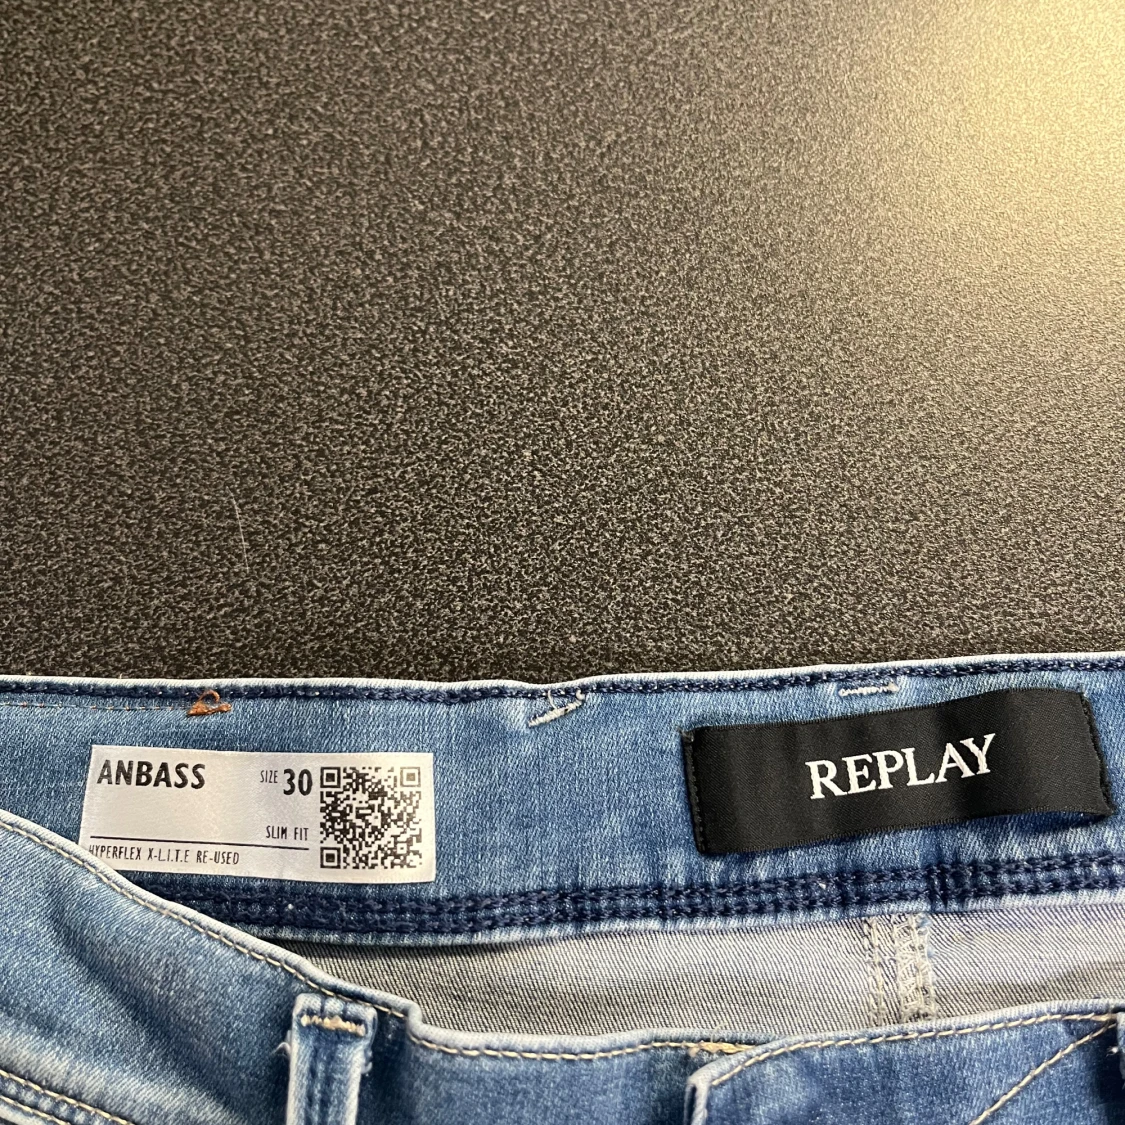 ANBASS
SIZE 30
SLIM FIT
HYPERFLEX X-L.I.T.E RE-USED
REPLAY